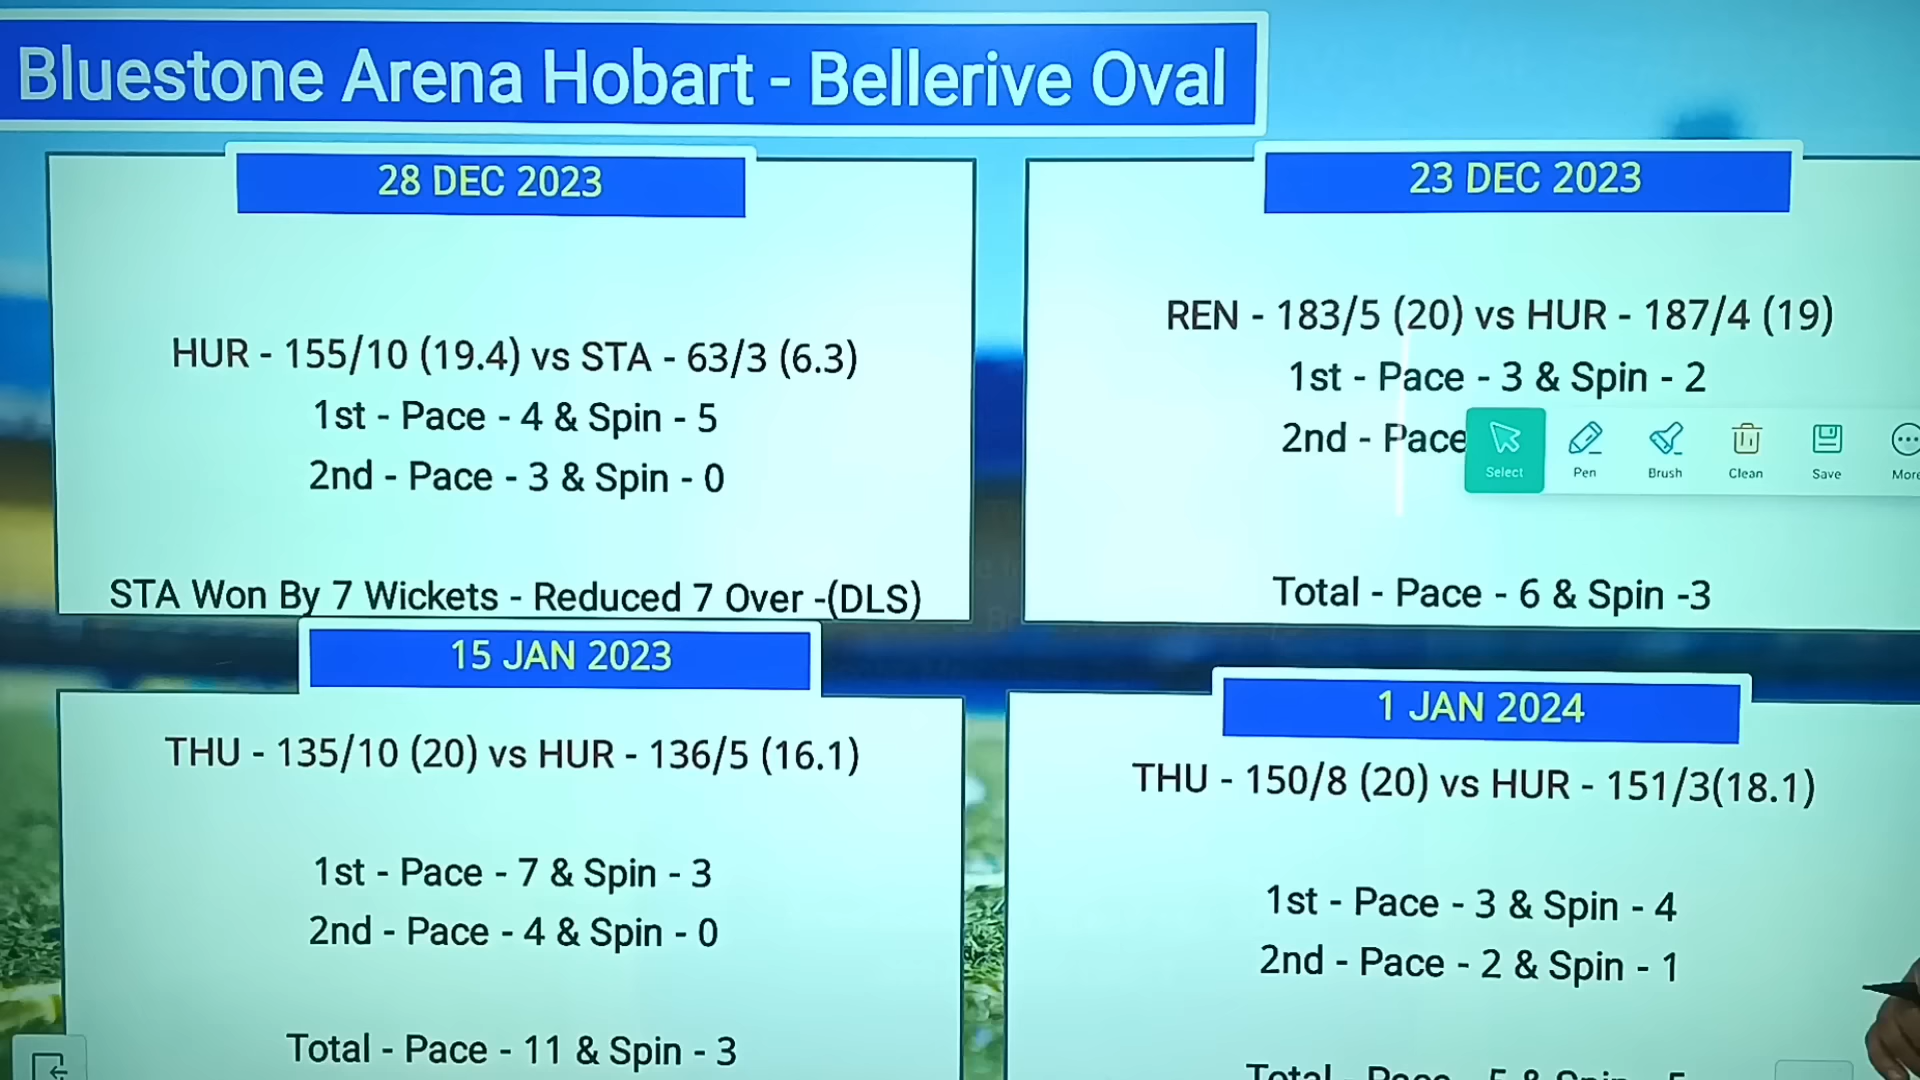 Bluestone Arena Hobart - Bellerive Oval
28 DEC 2023
HUR - 155/10 (19.4) vs STA - 63/3 (6.3)
1st - Pace - 4 & Spin - 5
2nd - Pace - 3 & Spin - 0
STA Won By 7 Wickets - Reduced 7 Over -(DLS)
23 DEC 2023
REN - 183/5 (20) vs HUR - 187/4 (19)
1st - Pace - 3 & Spin - 2
2nd - Pace
Select Pen Brush Clean Save More
Total - Pace - 6 & Spin -3
15 JAN 2023
THU - 135/10 (20) vs HUR - 136/5 (16.1)
1st - Pace - 7 & Spin - 3
2nd - Pace - 4 & Spin - 0
Total - Pace - 11 & Spin - 3
1 JAN 2024
THU - 150/8 (20) vs HUR - 151/3(18.1)
1st - Pace - 3 & Spin - 4
2nd - Pace - 2 & Spin - 1
Total - Pace - 5 & Spin - 5